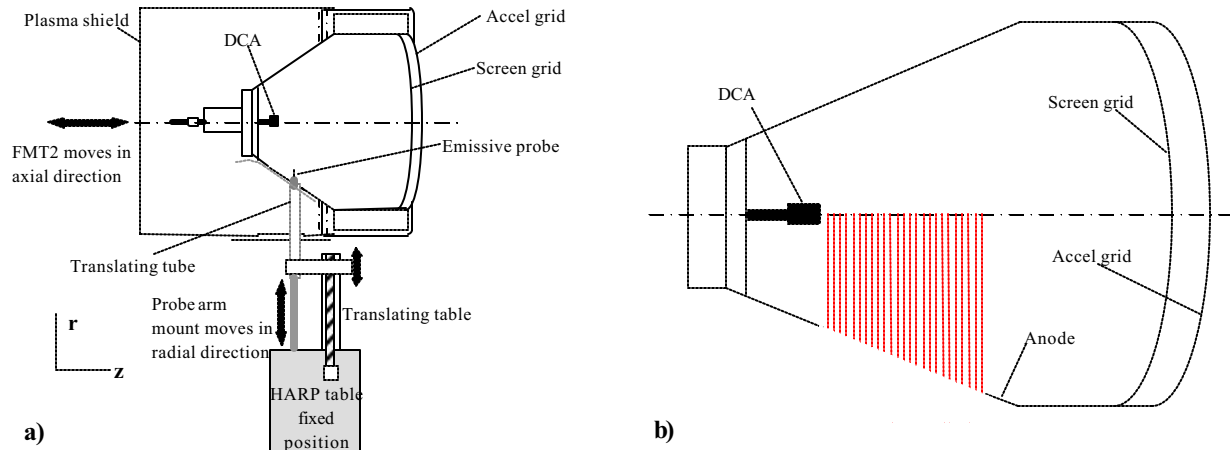 Plasma shield
DCA
Accel grid
Screen grid
Emissive probe
FMT2 moves in
axial direction
Translating tube
Probe arm
mount moves in
radial direction
Translating table
r
z
HARP table
fixed
position
a)
DCA
Screen grid
Accel grid
Anode
b)